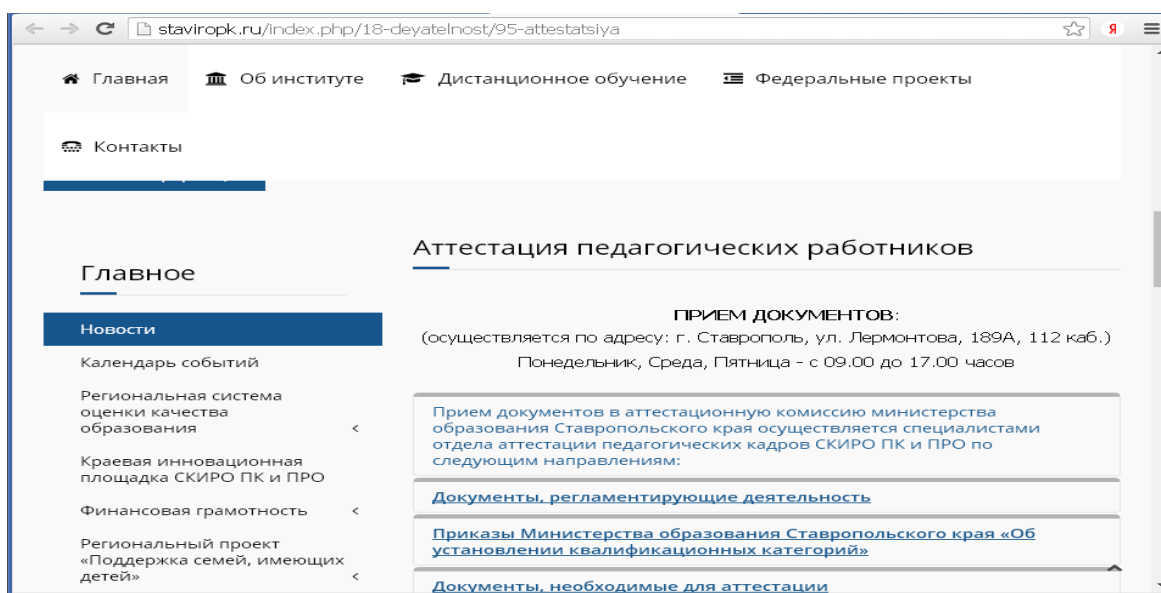 staviropk.ru/index.php/18-deyatelnost/95-attestatsiya
Я
Главная
Об институте
Дистанционное обучение
Федеральные проекты
Контакты
Главное
Новости
Календарь событий
Региональная система
оценки качества
образования
Краевая инновационная
площадка СКИРО ПК и ПРО
Финансовая грамотность
Региональный проект
«Поддержка семей, имеющих
детей»
Аттестация педагогических работников
ПРИЕМ ДОКУМЕНТОВ:
(осуществляется по адресу: г. Ставрополь, ул. Лермонтова, 189А, 112 каб.)
Понедельник, Среда, Пятница - с 09.00 до 17.00 часов
Прием документов в аттестационную комиссию министерства
образования Ставропольского края осуществляется специалистами
отдела аттестации педагогических кадров СКИРО ПК и ПРО по
следующим направлениям:
Документы, регламентирующие деятельность
Приказы Министерства образования Ставропольского края «Об
установлении квалификационных категорий»
Документы, необходимые для аттестации